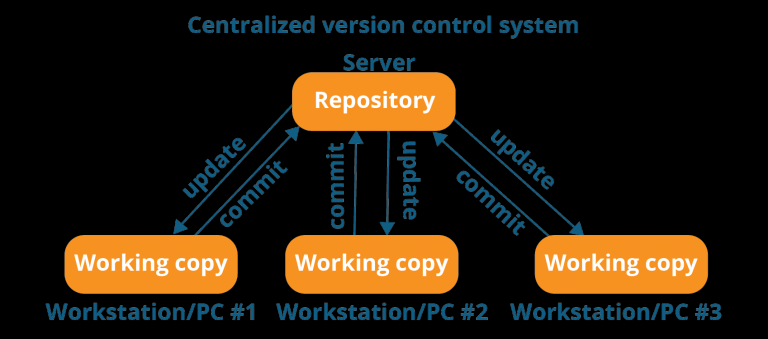 Centralized version control system
Server
Repository
update
commit
commit
update
update
commit
Working copy
Working copy
Working copy
Workstation/PC #1
Workstation/PC #2
Workstation/PC #3